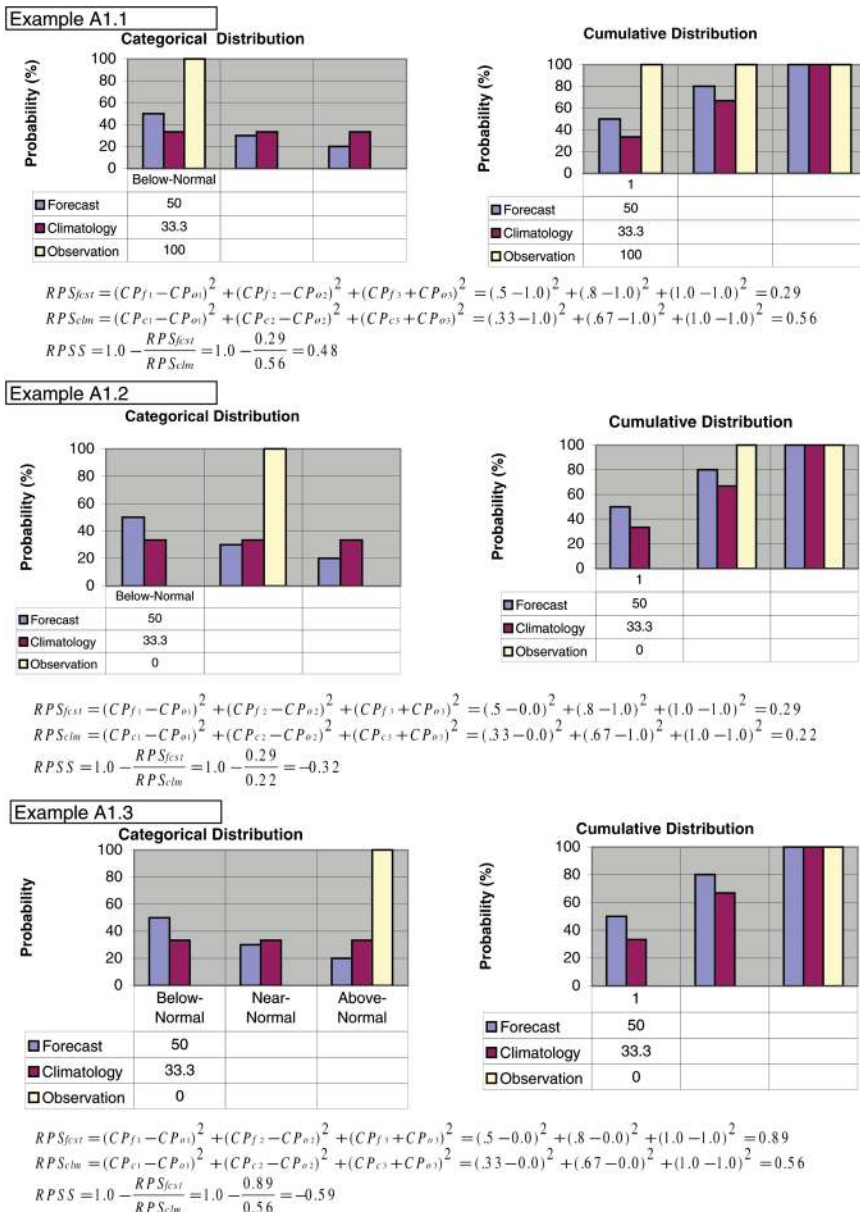 Example A1.1
Categorical Distribution
Probability (%)
100
80
60
40
20
0
Below-Normal
Forecast 50
Climatology 33.3
Observation 100
Cumulative Distribution
Probability (%)
100
80
60
40
20
0
1
Forecast 50
Climatology 33.3
Observation 100
RPSfcst = (CPf1 − CPo1)² + (CPf2 − CPo2)² + (CPf3 + CPo3)² = (.5 − 1.0)² + (.8 − 1.0)² + (1.0 − 1.0)² = 0.29
RPSclm = (CPc1 − CPo1)² + (CPc2 − CPo2)² + (CPc3 + CPo3)² = (.33 − 1.0)² + (.67 − 1.0)² + (1.0 − 1.0)² = 0.56
RPSS = 1.0 − RPSfcst / RPSclm = 1.0 − 0.29 / 0.56 = 0.48
Example A1.2
Categorical Distribution
Probability (%)
100
80
60
40
20
0
Below-Normal
Forecast 50
Climatology 33.3
Observation 0
Cumulative Distribution
Probability (%)
100
80
60
40
20
0
1
Forecast 50
Climatology 33.3
Observation 0
RPSfcst = (CPf1 − CPo1)² + (CPf2 − CPo2)² + (CPf3 + CPo3)² = (.5 − 0.0)² + (.8 − 1.0)² + (1.0 − 1.0)² = 0.29
RPSclm = (CPc1 − CPo1)² + (CPc2 − CPo2)² + (CPc3 + CPo3)² = (.33 − 0.0)² + (.67 − 1.0)² + (1.0 − 1.0)² = 0.22
RPSS = 1.0 − RPSfcst / RPSclm = 1.0 − 0.29 / 0.22 = −0.32
Example A1.3
Categorical Distribution
Probability
100
80
60
40
20
0
Below-Normal Near-Normal Above-Normal
Forecast 50
Climatology 33.3
Observation 0
Cumulative Distribution
Probability (%)
100
80
60
40
20
0
1
Forecast 50
Climatology 33.3
Observation 0
RPSfcst = (CPf1 − CPo1)² + (CPf2 − CPo2)² + (CPf3 + CPo3)² = (.5 − 0.0)² + (.8 − 0.0)² + (1.0 − 1.0)² = 0.89
RPSclm = (CPc1 − CPo1)² + (CPc2 − CPo2)² + (CPc3 + CPo3)² = (.33 − 0.0)² + (.67 − 0.0)² + (1.0 − 1.0)² = 0.56
RPSS = 1.0 − RPSfcst / RPSclm = 1.0 − 0.89 / 0.56 = −0.59